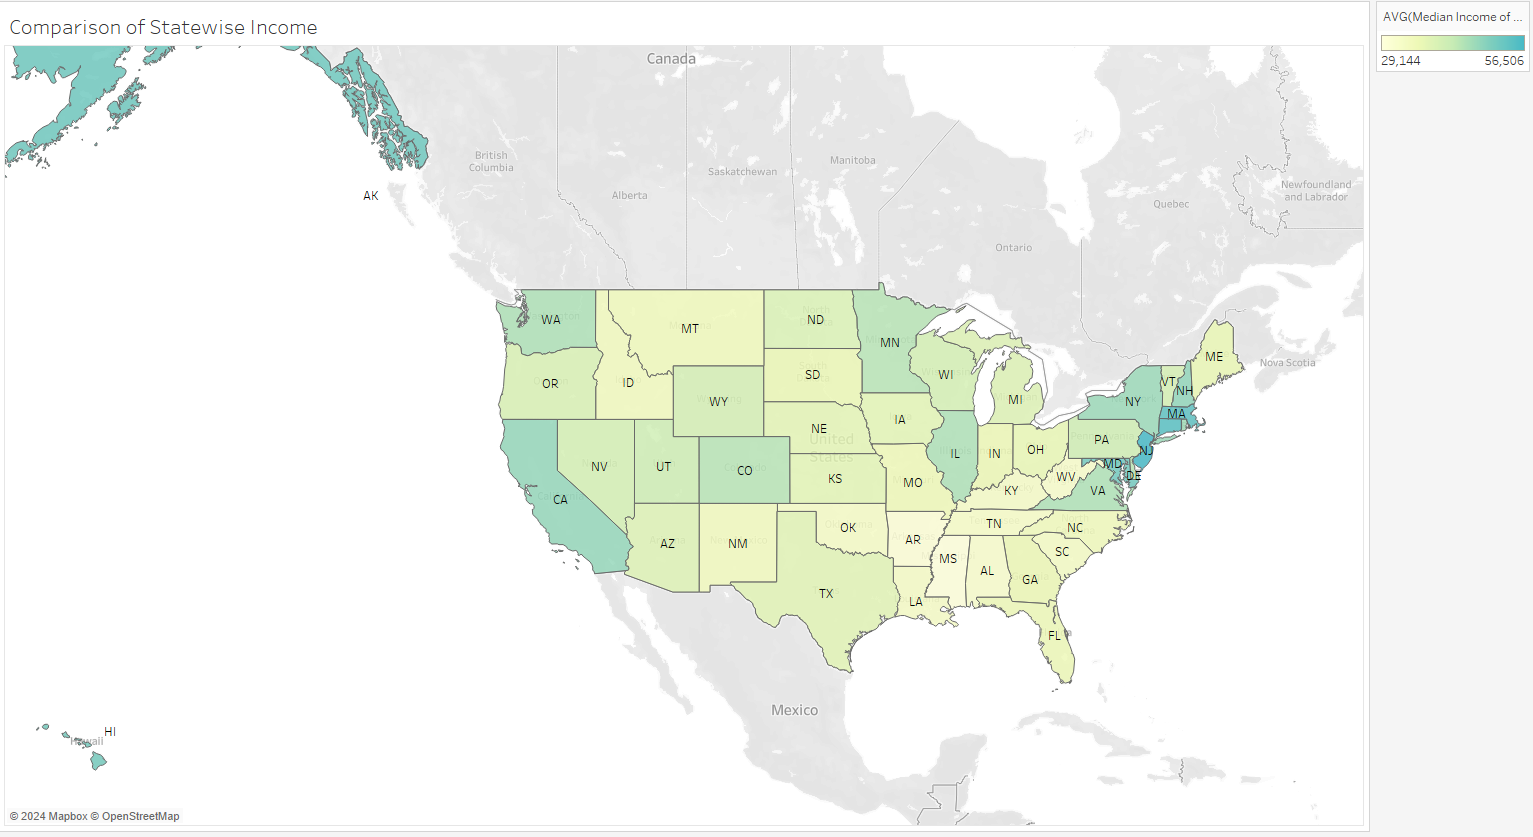 Comparison of Statewise Income
AVG(Median Income of ...
29,144
56,506
Canada
British
Columbia
Alberta
Saskatchewan
Manitoba
Ontario
Quebec
Newfoundland
and Labrador
Nova Scotia
AK
WA
MT
ND
MN
OR
ID
SD
WI
MI
ME
VT
NH
NY
MA
WY
NE
IA
IL
IN
OH
PA
NJ
MD
DE
NV
UT
CO
KS
MO
KY
WV
VA
CA
AZ
NM
OK
AR
TN
NC
SC
TX
LA
MS
AL
GA
FL
United
States
Mexico
HI
Hawaii
© 2024 Mapbox © OpenStreetMap